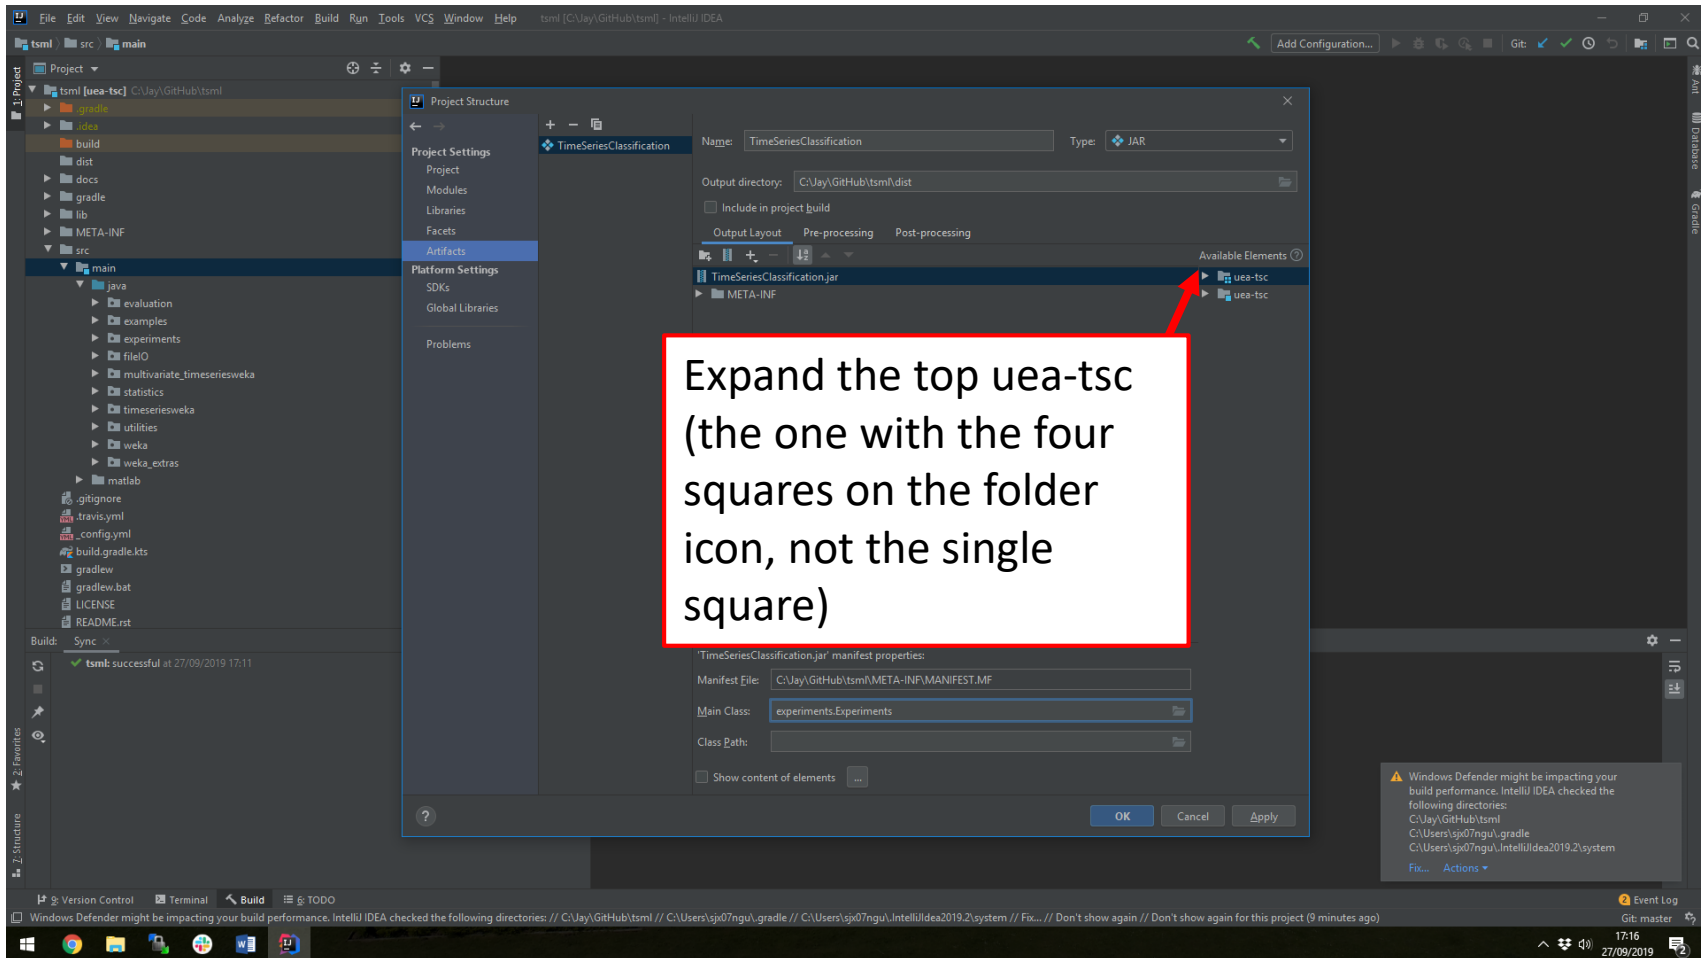 File Edit View Navigate Code Analyze Refactor Build Run Tools VCS Window Help tsml [C:\Jay\GitHub\tsml] - IntelliJ IDEA
tsml src main Add Configuration... Git:
Project
1: Project
tsml [uea-tsc] C:\Jay\GitHub\tsml
.gradle
.idea
build
dist
docs
gradle
lib
META-INF
src
main
java
evaluation
examples
experiments
fileIO
multivariate_timeseriesweka
statistics
timeseriesweka
utilities
weka
weka_extras
matlab
.gitignore
.travis.yml
_config.yml
build.gradle.kts
gradlew
gradlew.bat
LICENSE
README.rst
Project Structure
Project Settings
Project
Modules
Libraries
Facets
Artifacts
Platform Settings
SDKs
Global Libraries
Problems
TimeSeriesClassification
Name: TimeSeriesClassification Type: JAR
Output directory: C:\Jay\GitHub\tsml\dist
Include in project build
Output Layout Pre-processing Post-processing
Available Elements
TimeSeriesClassification.jar
META-INF
uea-tsc
uea-tsc
Expand the top uea-tsc
(the one with the four
squares on the folder
icon, not the single
square)
'TimeSeriesClassification.jar' manifest properties:
Manifest File: C:\Jay\GitHub\tsml\META-INF\MANIFEST.MF
Main Class: experiments.Experiments
Class Path:
Show content of elements ...
? OK Cancel Apply
Ant
Database
Gradle
Build: Sync
tsml: successful at 27/09/2019 17:11
2: Favorites
7: Structure
Windows Defender might be impacting your
build performance. IntelliJ IDEA checked the
following directories:
C:\Jay\GitHub\tsml
C:\Users\sjx07ngu\.gradle
C:\Users\sjx07ngu\.IntelliJIdea2019.2\system
Fix... Actions
9: Version Control Terminal Build 6: TODO 2 Event Log
Windows Defender might be impacting your build performance. IntelliJ IDEA checked the following directories: // C:\Jay\GitHub\tsml // C:\Users\sjx07ngu\.gradle // C:\Users\sjx07ngu\.IntelliJIdea2019.2\system // Fix... // Don't show again // Don't show again for this project (9 minutes ago) Git: master
17:16
27/09/2019
2